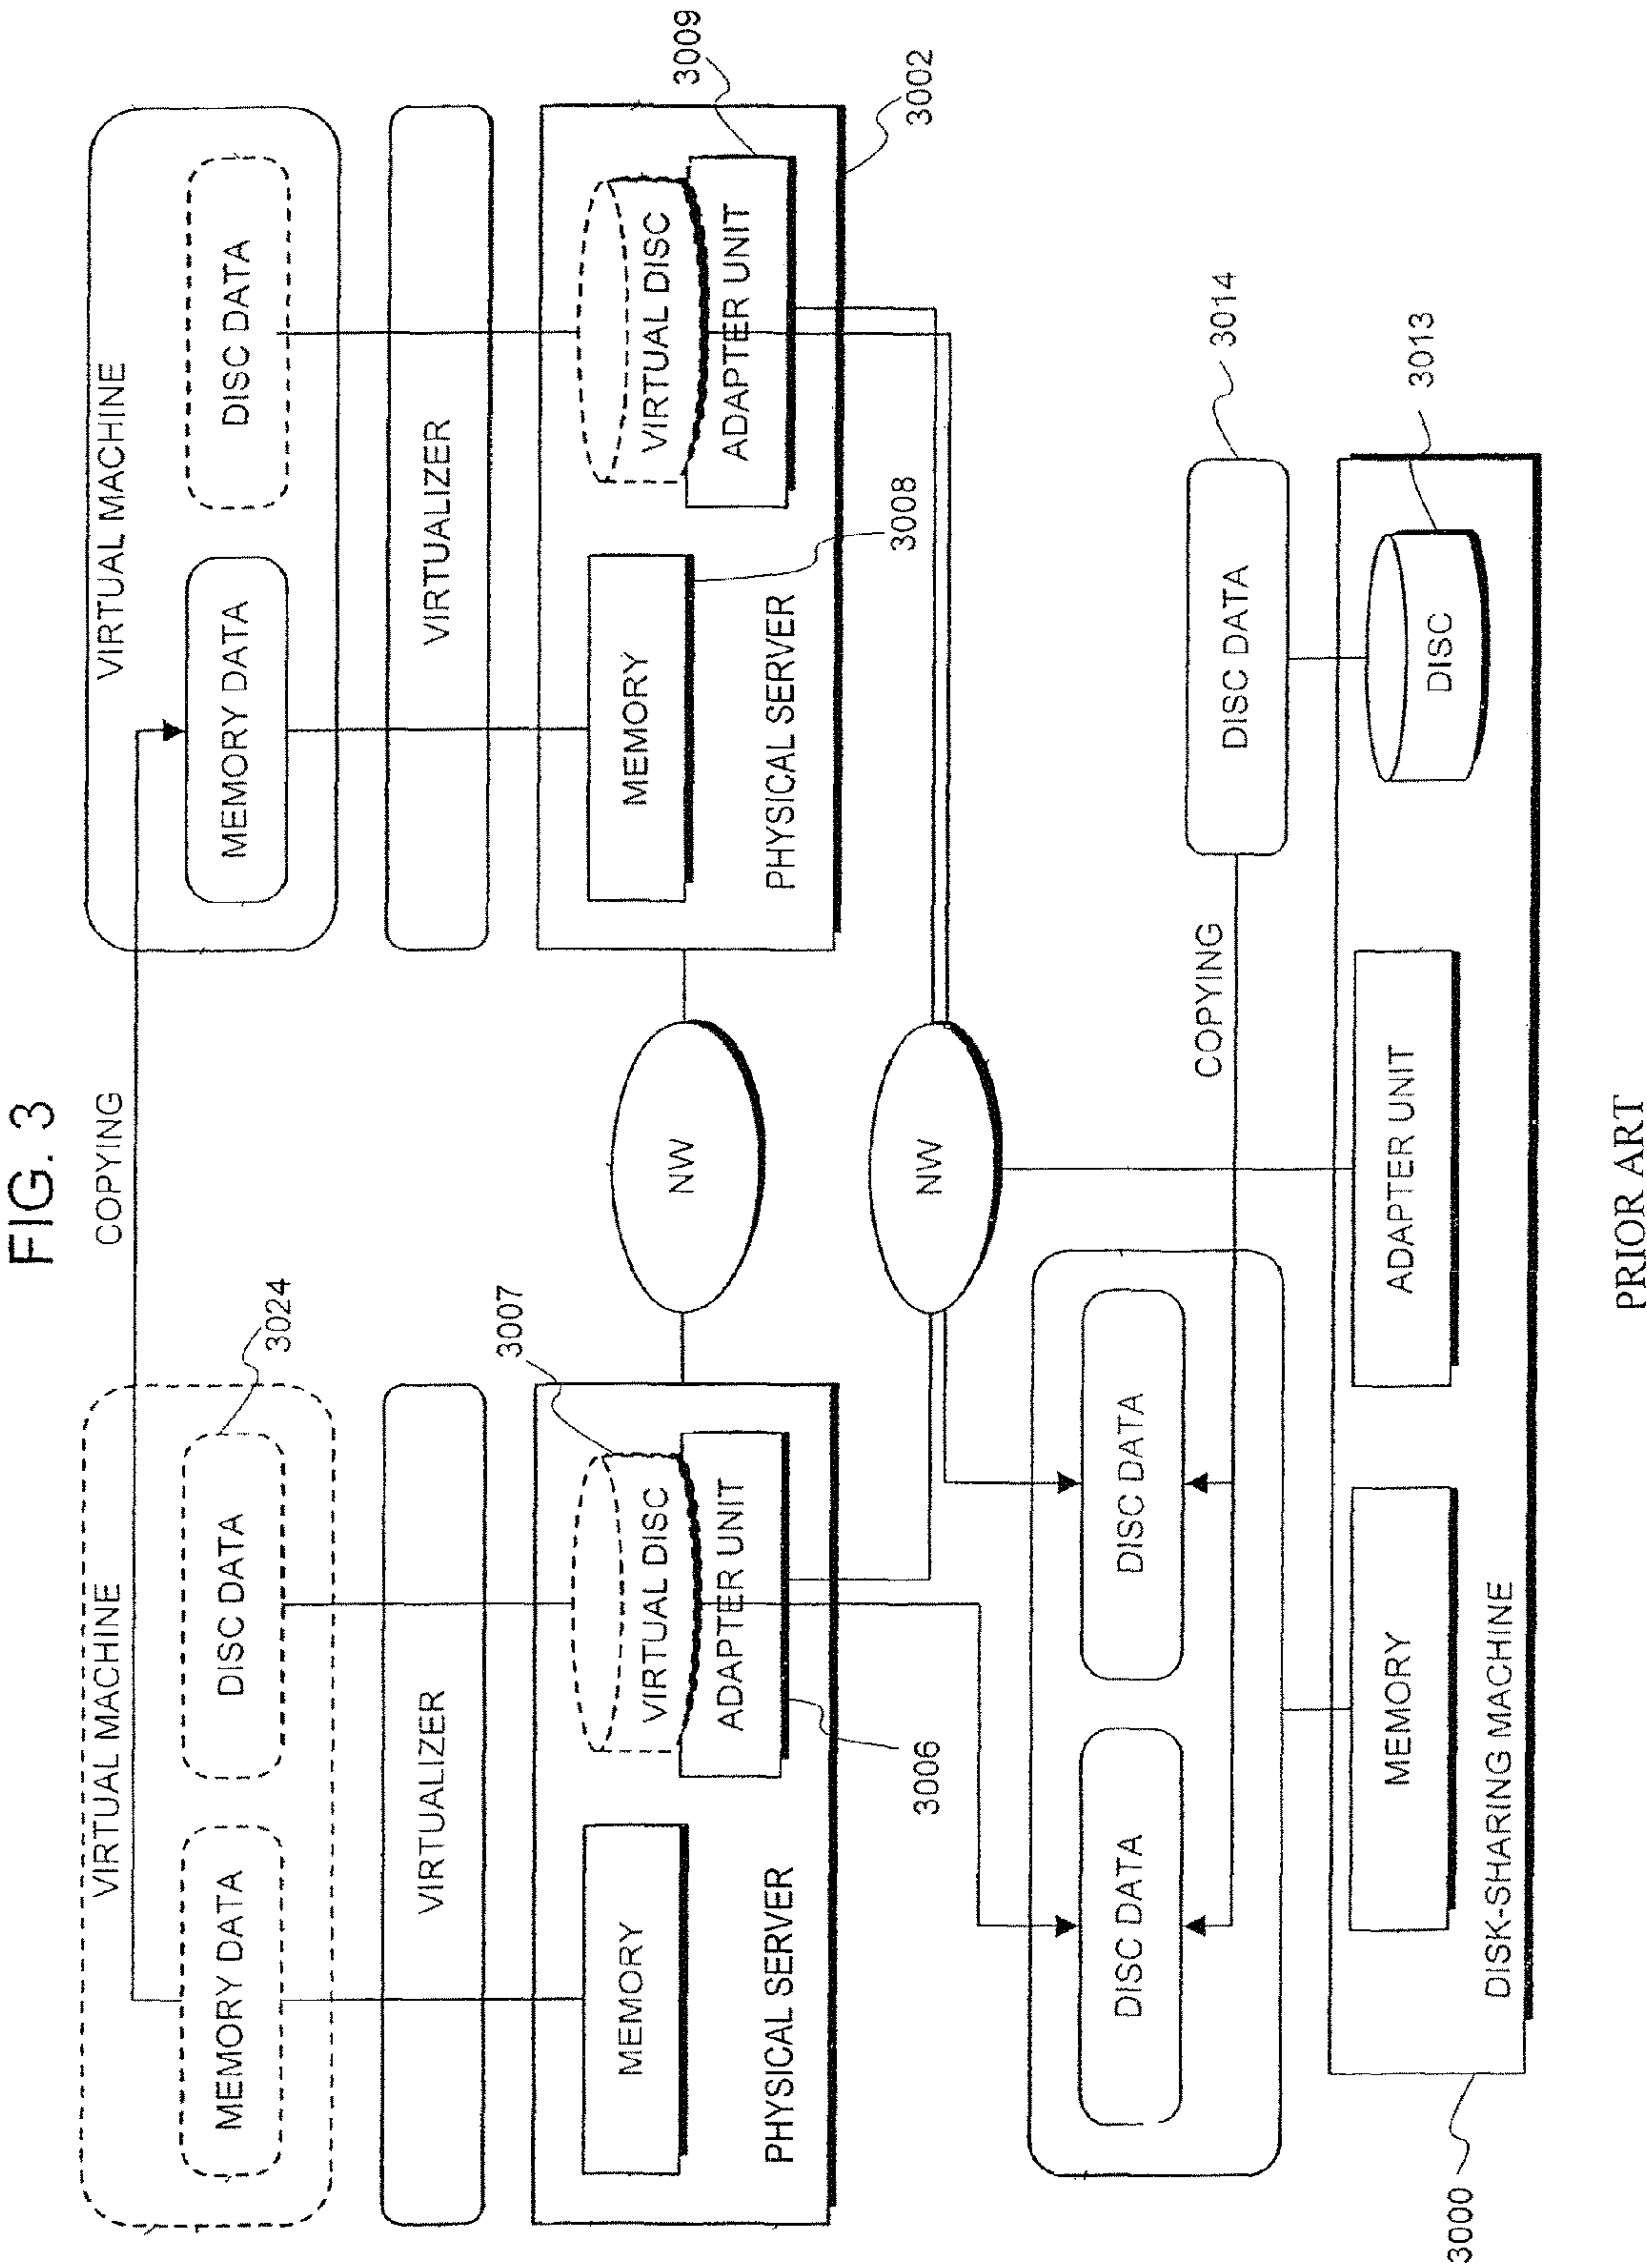 FIG. 3
COPYING
VIRTUAL MACHINE
VIRTUAL MACHINE
3024
MEMORY DATA
DISC DATA
MEMORY DATA
DISC DATA
VIRTUALIZER
VIRTUALIZER
3007
MEMORY
VIRTUAL DISC
ADAPTER UNIT
PHYSICAL SERVER
NW
MEMORY
VIRTUAL DISC
ADAPTER UNIT
PHYSICAL SERVER
3009
3006
3008
3002
NW
DISC DATA
DISC DATA
COPYING
DISC DATA
3014
MEMORY
ADAPTER UNIT
DISC
3013
DISK-SHARING MACHINE
3000
PRIOR ART